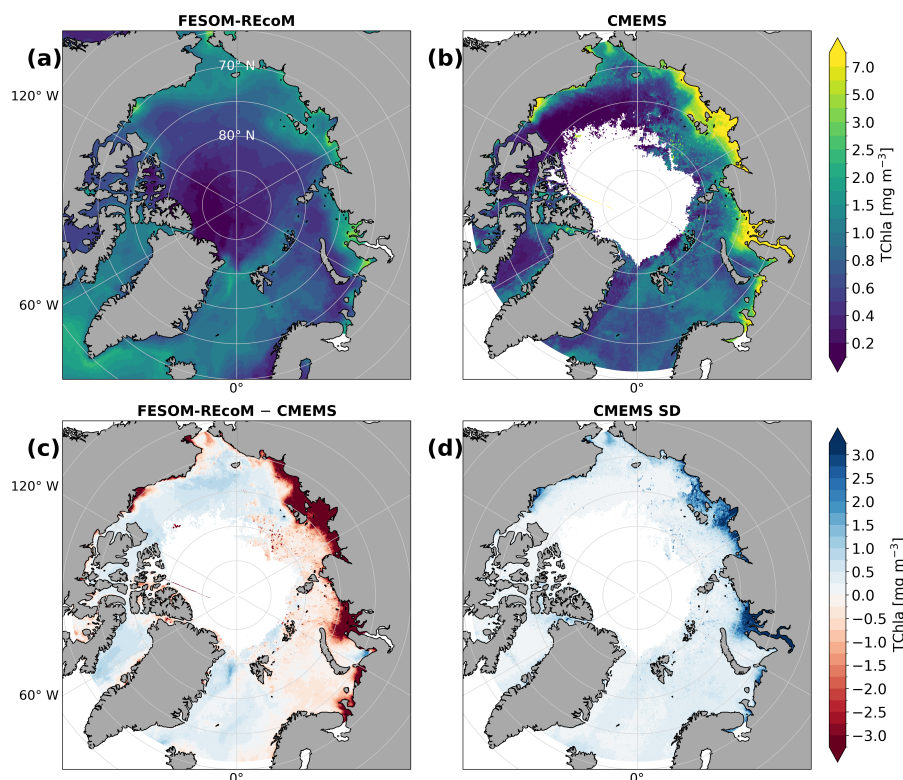 FESOM-REcoM
CMEMS
(a)
(b)
70° N
80° N
120° W
60° W
0°
0°
7.0
5.0
3.0
2.0
1.5
1.0
0.8
0.6
0.4
0.2
TChla [mg m⁻³]
FESOM-REcoM − CMEMS
CMEMS SD
(c)
(d)
120° W
60° W
0°
0°
3.0
2.5
2.0
1.5
1.0
0.5
0.0
−0.5
−1.0
−1.5
−2.0
−2.5
−3.0
TChla [mg m⁻³]